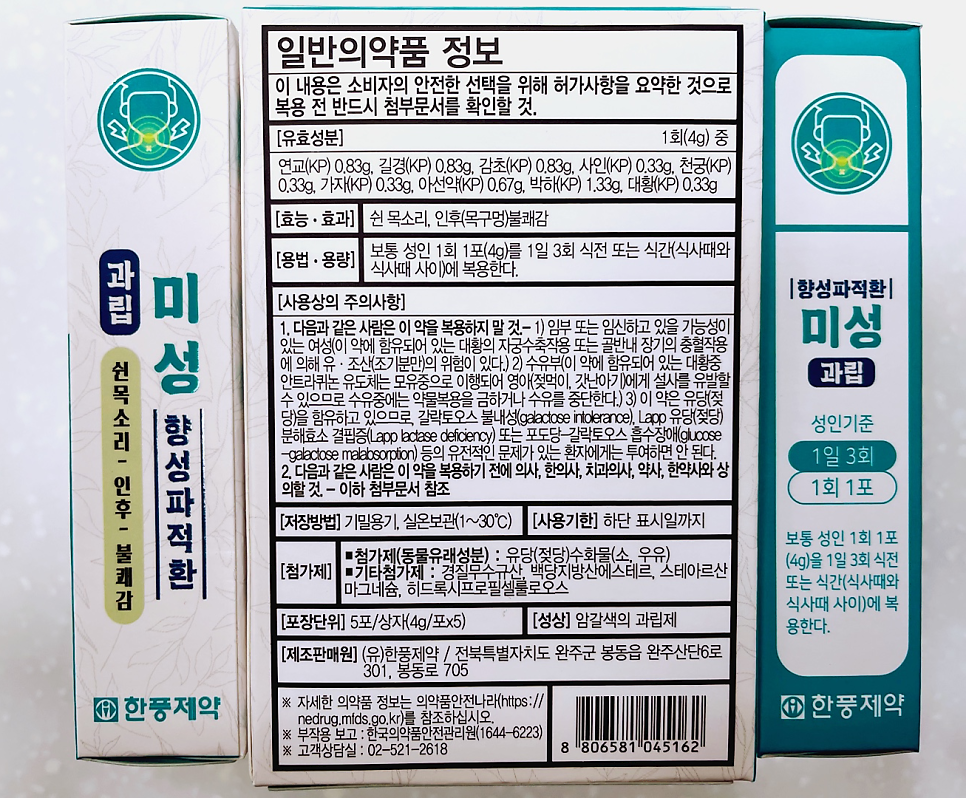 미성
과립
향성파적환
쉰목소리-인후-불쾌감
한풍제약
일반의약품 정보
이 내용은 소비자의 안전한 선택을 위해 허가사항을 요약한 것으로
복용 전 반드시 첨부문서를 확인할 것.
[유효성분] 1회(4g) 중
연교(KP) 0.83g, 길경(KP) 0.83g, 감초(KP) 0.83g, 사인(KP) 0.33g, 천궁(KP)
0.33g, 가자(KP) 0.33g, 아선약(KP) 0.67g, 박하(KP) 1.33g, 대황(KP) 0.33g
[효능·효과] 쉰 목소리, 인후(목구멍)불쾌감
[용법·용량] 보통 성인 1회 1포(4g)를 1일 3회 식전 또는 식간(식사때와
식사때 사이)에 복용한다.
[사용상의 주의사항]
1. 다음과 같은 사람은 이 약을 복용하지 말 것.– 1) 임부 또는 임신하고 있을 가능성이
있는 여성(이 약에 함유되어 있는 대황의 자궁수축작용 또는 골반내 장기의 충혈작용
에 의해 유·조산(조기분만)의 위험이 있다.) 2) 수유부(이 약에 함유되어 있는 대황중
안트라퀴논 유도체는 모유중으로 이행되어 영아(젖먹이, 갓난아기)에게 설사를 유발할
수 있으므로 수유중에는 약물복용을 금하거나 수유를 중단한다.) 3) 이 약은 유당(젖
당)을 함유하고 있으므로, 갈락토오스 불내성(galactose intolerance), Lapp 유당(젖당)
분해효소 결핍증(Lapp lactase deficiency) 또는 포도당–갈락토오스 흡수장애(glucose
–galactose malabsorption) 등의 유전적인 문제가 있는 환자에게는 투여하면 안 된다.
2. 다음과 같은 사람은 이 약을 복용하기 전에 의사, 한의사, 치과의사, 약사, 한약사와 상
의할 것. – 이하 첨부문서 참조
[저장방법] 기밀용기, 실온보관(1~30℃) [사용기한] 하단 표시일까지
[첨가제] ■첨가제(동물유래성분) : 유당(젖당)수화물(소, 우유)
■기타첨가제 : 경질무수규산, 백당지방산에스테르, 스테아르산
마그네슘, 히드록시프로필셀룰로오스
[포장단위] 5포/상자(4g/포x5) [성상] 암갈색의 과립제
[제조판매원] (유)한풍제약 / 전북특별자치도 완주군 봉동읍 완주산단6로
301, 봉동로 705
※ 자세한 의약품 정보는 의약품안전나라(https://
nedrug.mfds.go.kr)를 참조하십시오.
※ 부작용 보고 : 한국의약품안전관리원(1644-6223)
※ 고객상담실 : 02-521-2618
8 806581 045162
향성파적환
미성
과립
성인기준
1일 3회
1회 1포
보통 성인 1회 1포
(4g)을 1일 3회 식전
또는 식간(식사때와
식사때 사이)에 복
용한다.
한풍제약